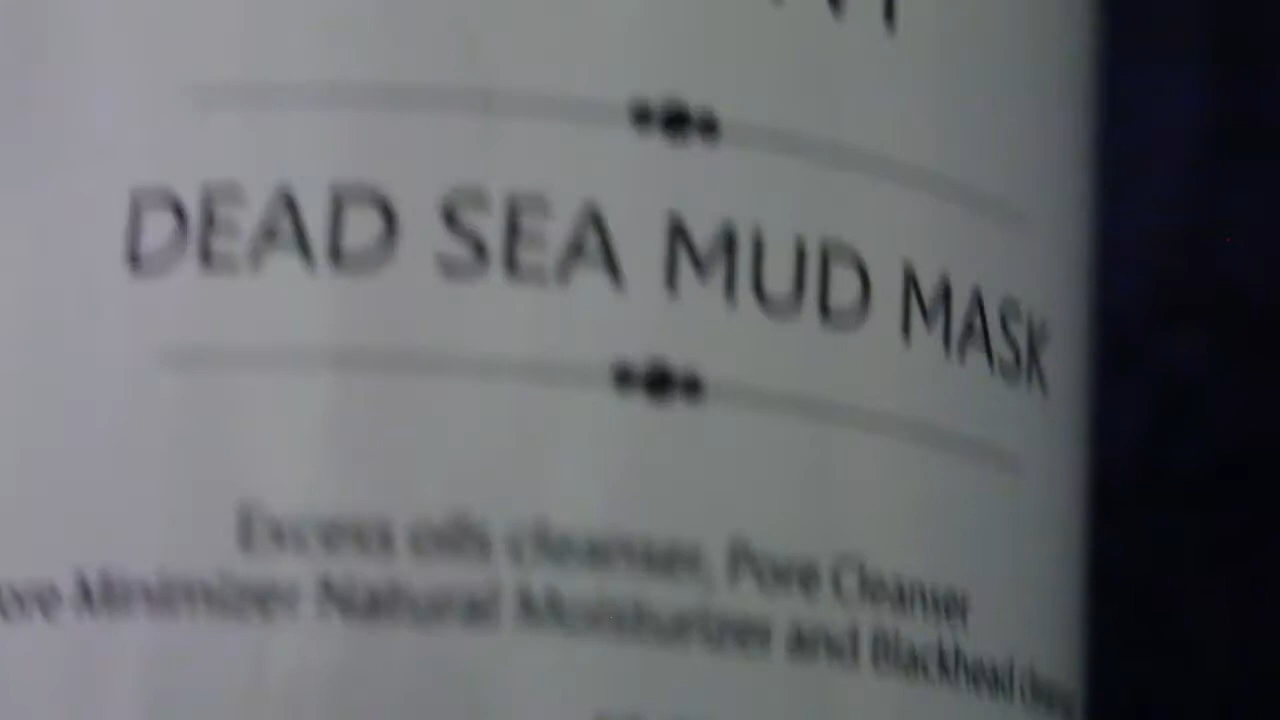 DEAD SEA MUD MASK
Excess oils cleanser, Pore Cleanser
Minimizer Natural Moisturizer and Blackhead